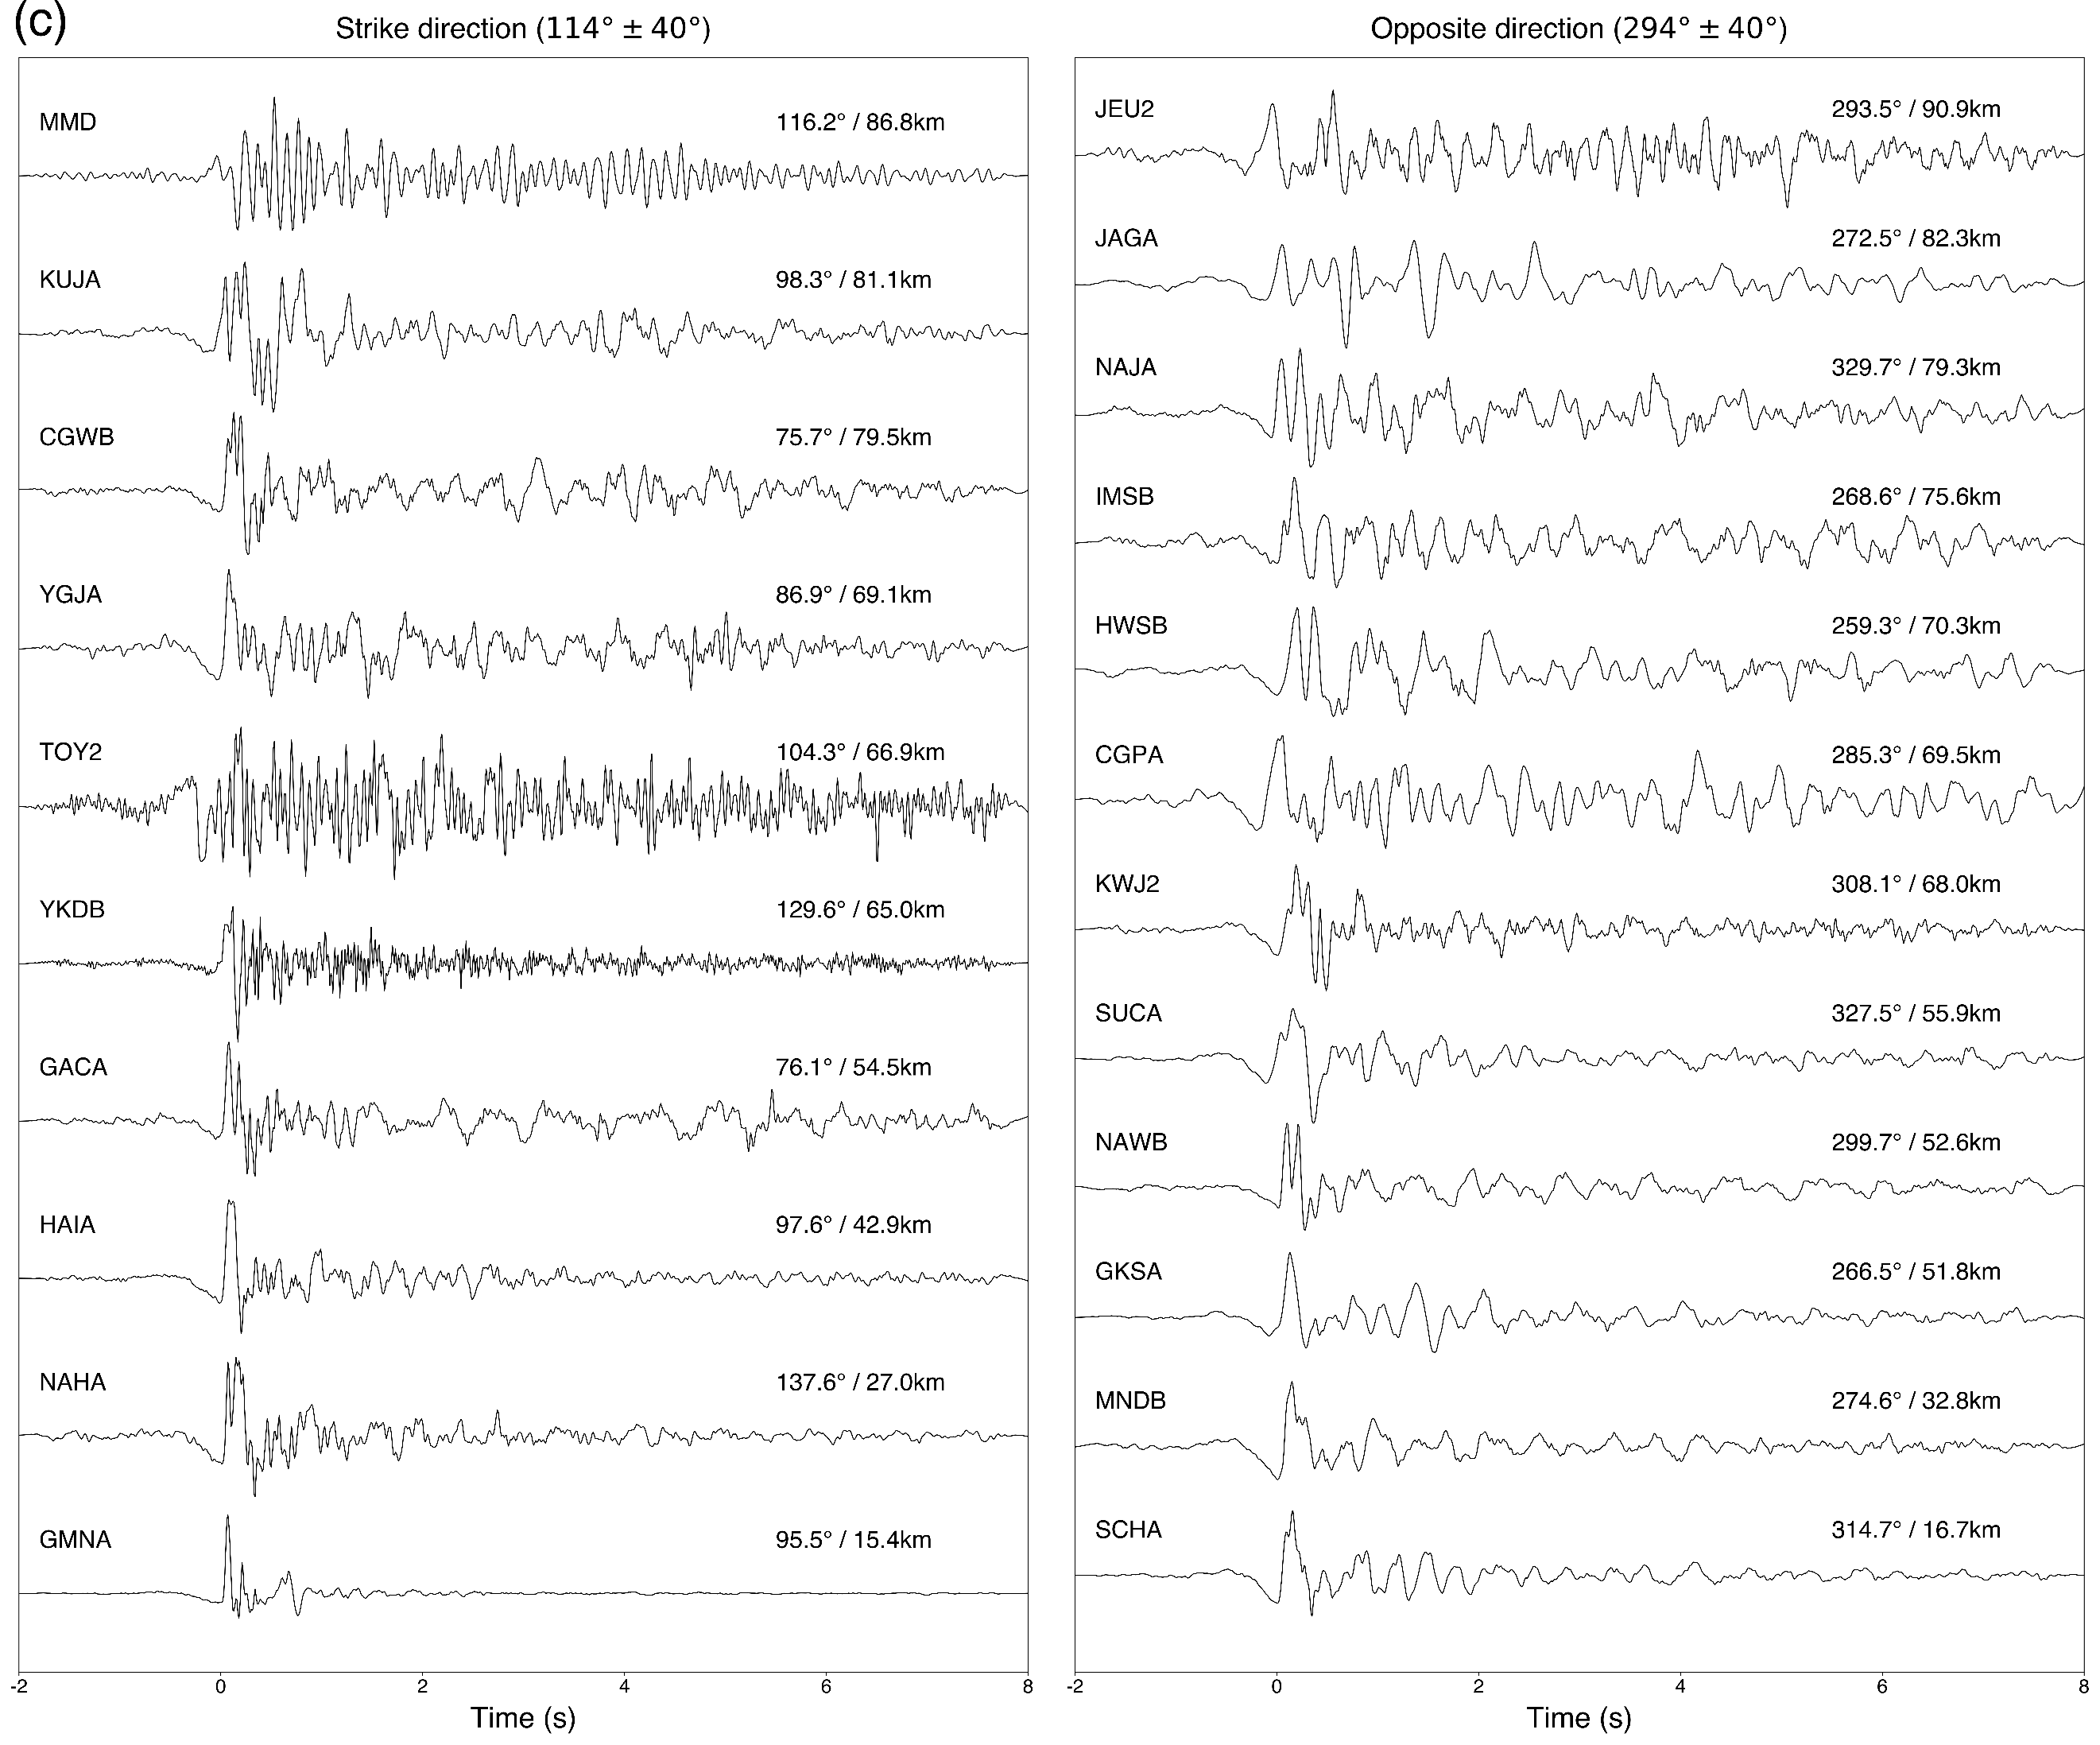 (c)
Strike direction (114° ± 40°)
MMD 116.2° / 86.8km
KUJA 98.3° / 81.1km
CGWB 75.7° / 79.5km
YGJA 86.9° / 69.1km
TOY2 104.3° / 66.9km
YKDB 129.6° / 65.0km
GACA 76.1° / 54.5km
HAIA 97.6° / 42.9km
NAHA 137.6° / 27.0km
GMNA 95.5° / 15.4km
-2 0 2 4 6 8
Time (s)
Opposite direction (294° ± 40°)
JEU2 293.5° / 90.9km
JAGA 272.5° / 82.3km
NAJA 329.7° / 79.3km
IMSB 268.6° / 75.6km
HWSB 259.3° / 70.3km
CGPA 285.3° / 69.5km
KWJ2 308.1° / 68.0km
SUCA 327.5° / 55.9km
NAWB 299.7° / 52.6km
GKSA 266.5° / 51.8km
MNDB 274.6° / 32.8km
SCHA 314.7° / 16.7km
-2 0 2 4 6 8
Time (s)